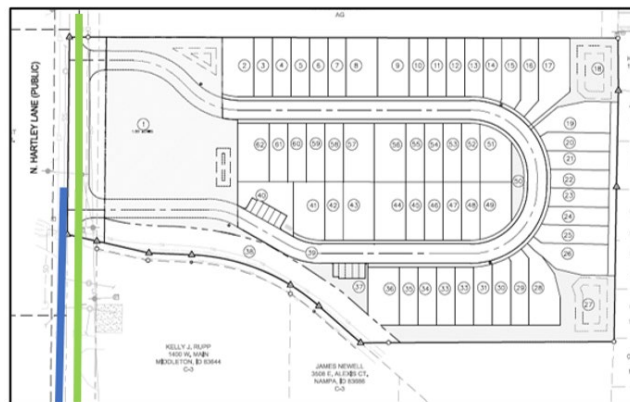 AG
N. HARTLEY LANE (PUBLIC)
2 3 4 5 6 7 8 9 10 11 12 13 14 15 16 17 18
1
19
20
21
22
23
24
25
26
62 61 60 59 58 57 56 55 54 53 52 51
50
40 41 42 43 44 45 46 47 48 49
38 39
37 36 35 34 33 33 31 30 29 28 27
KELLY J. RUPP
1400 W. MAIN
MIDDLETON, ID 83644
C-3
JAMES NEWELL
3508 E. ALEXIS CT,
NAMPA, ID 83686
C-3